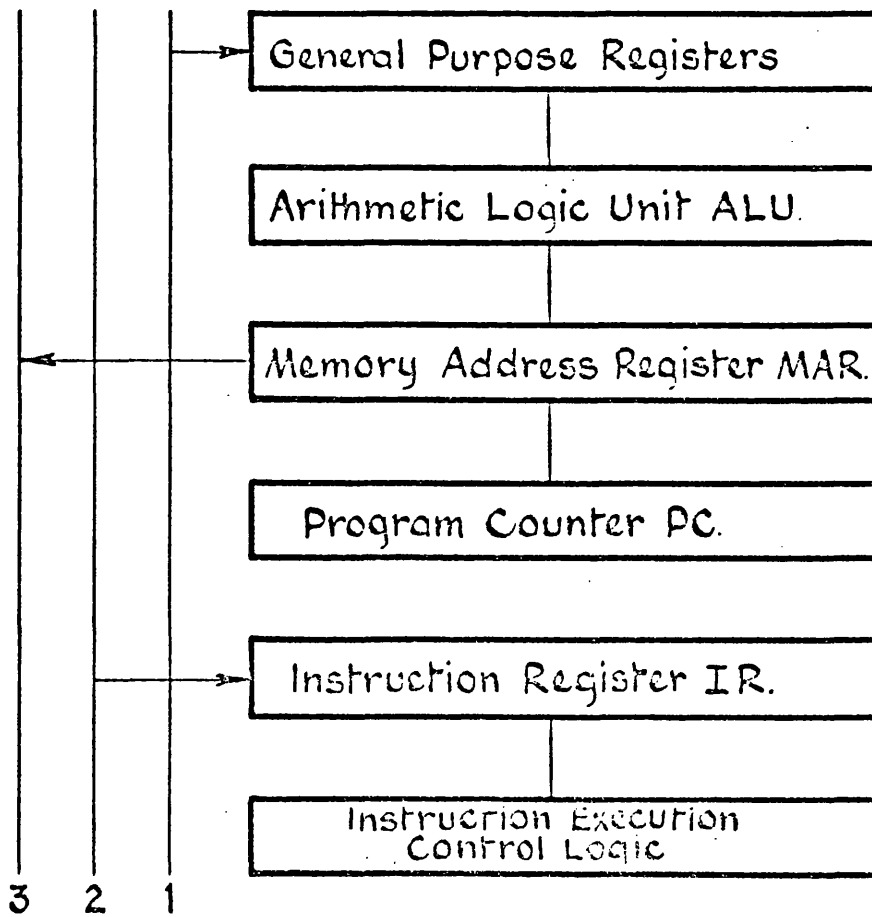 General Purpose Registers
Arithmetic Logic Unit ALU.
Memory Address Register MAR.
Program Counter PC.
Instruction Register IR.
Instruction Execution
Control Logic
3 2 1